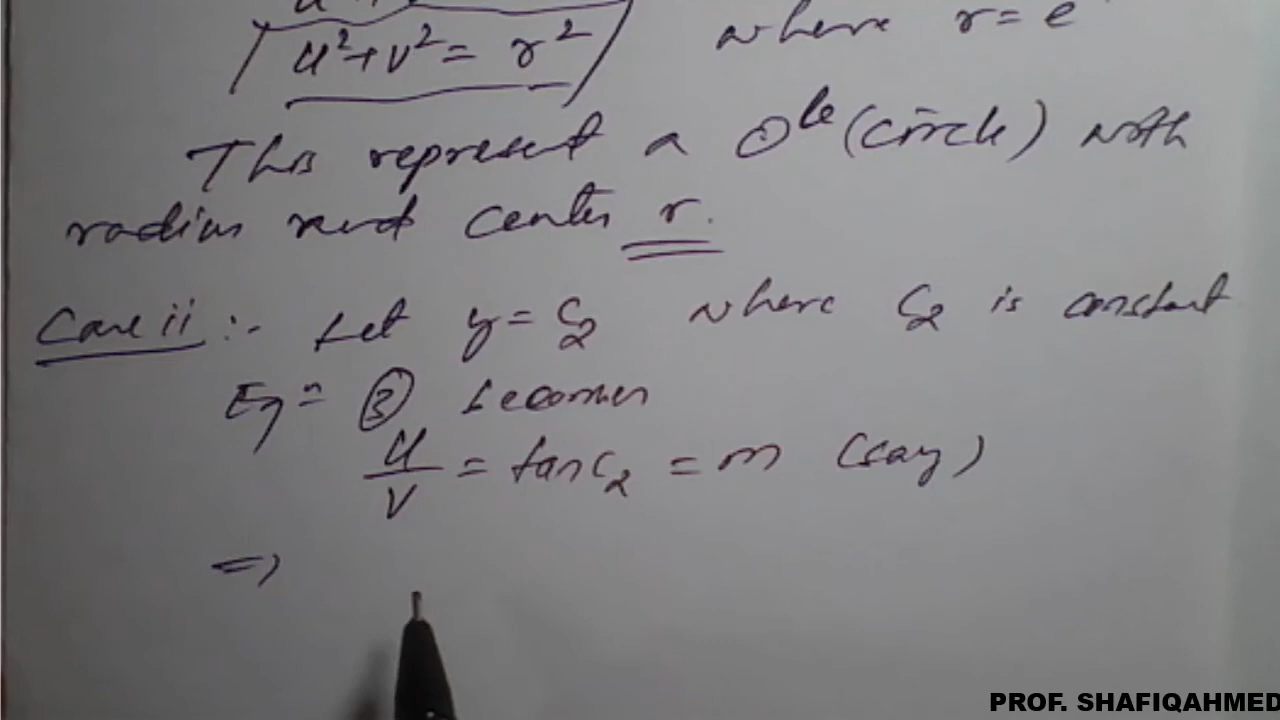 u²+v² = r² where r = e
This represent a ⊙le (circle) with
radius and center r.
Case ii :- Let y = C₂ where C₂ is constant
Eqⁿ ③ becomes
u/v = tan C₂ = m (say)
⇒
PROF. SHAFIQAHMED